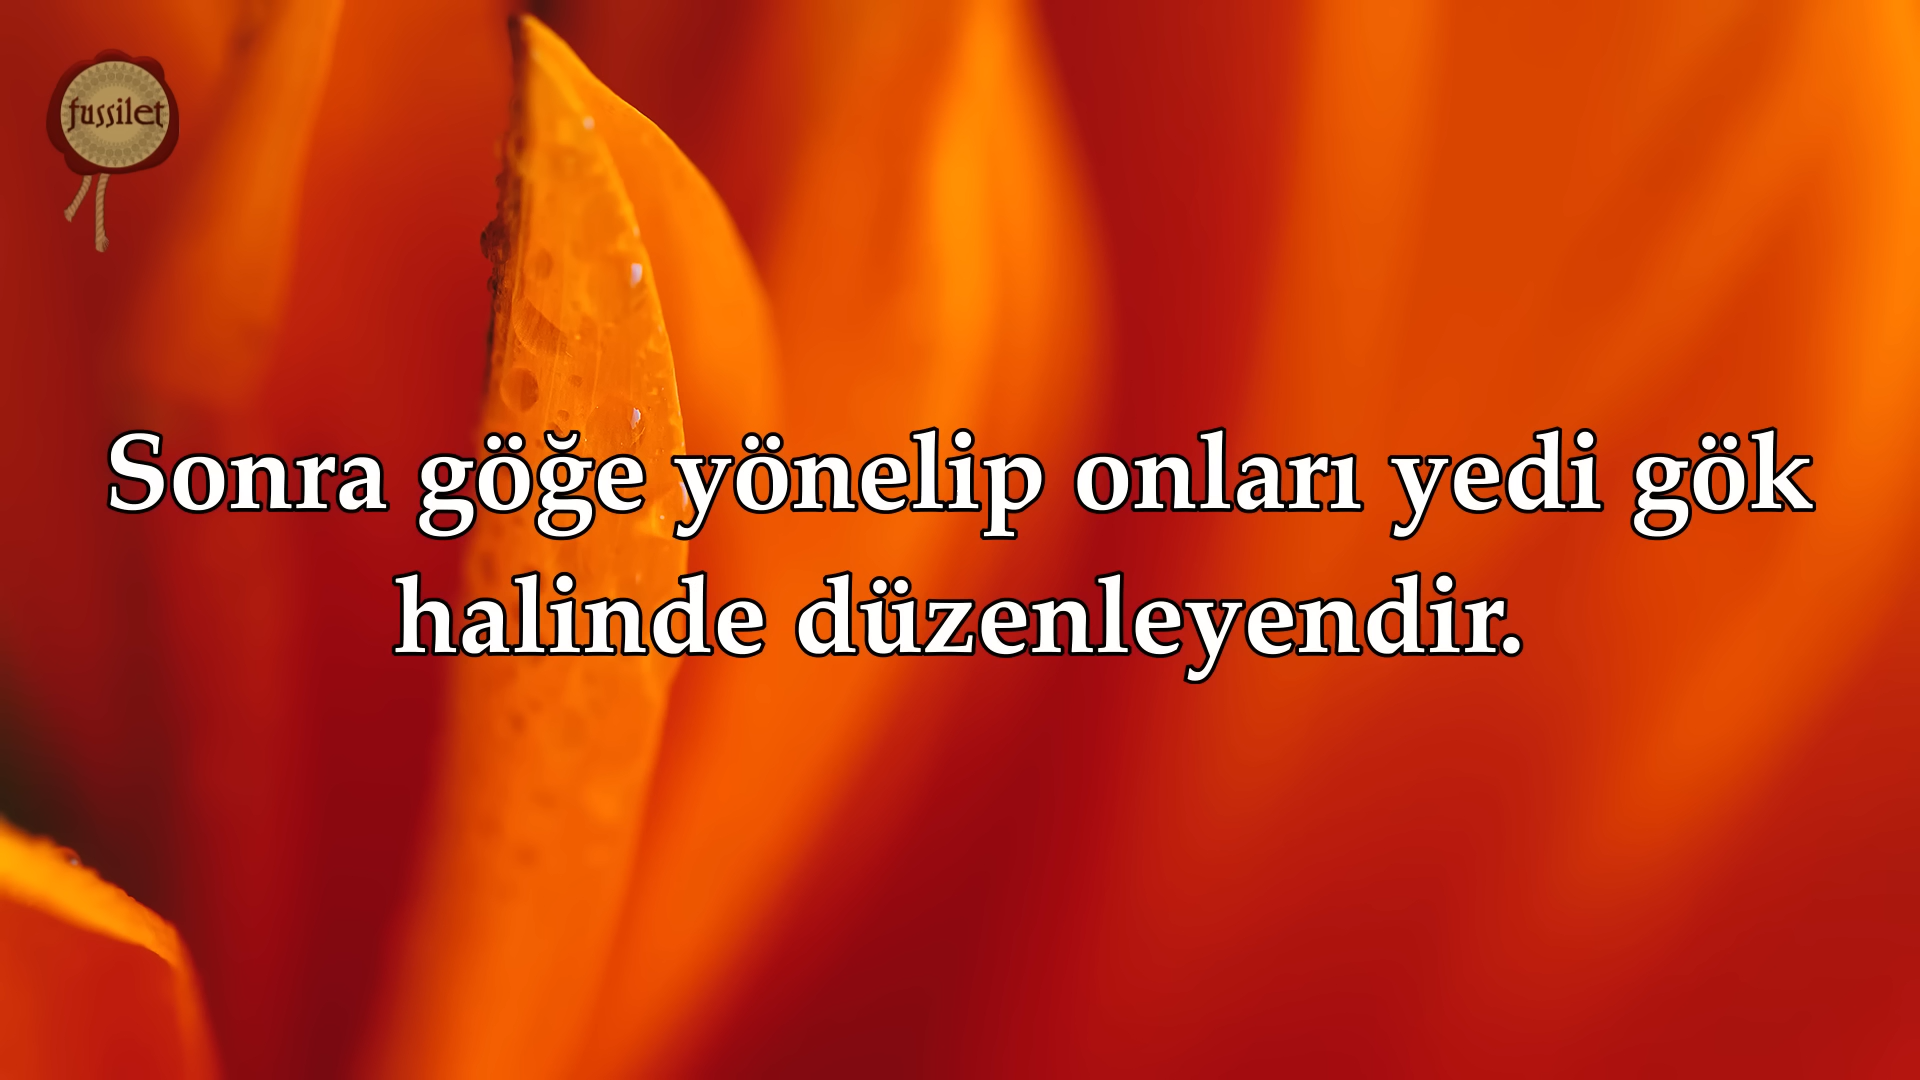 fussilet
Sonra göğe yönelip onları yedi gök
halinde düzenleyendir.